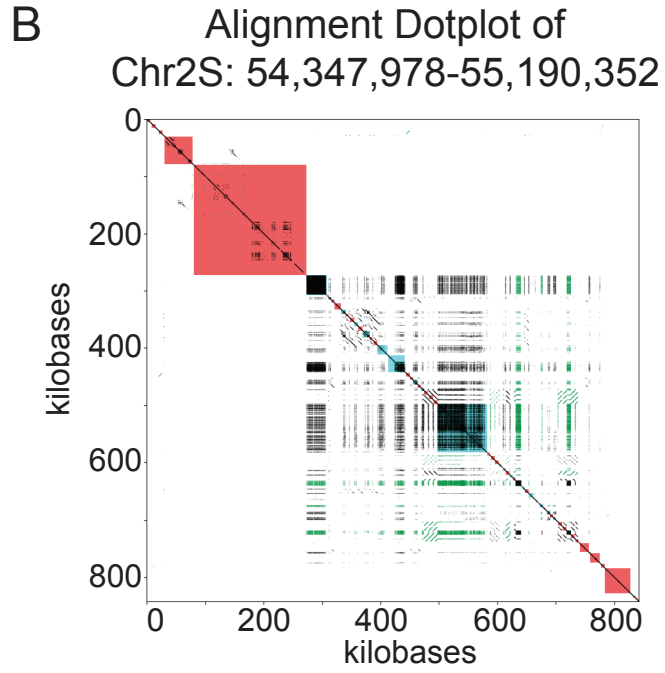 B
Alignment Dotplot of
Chr2S: 54,347,978-55,190,352
0
200
400
600
800
kilobases
0 200 400 600 800
kilobases